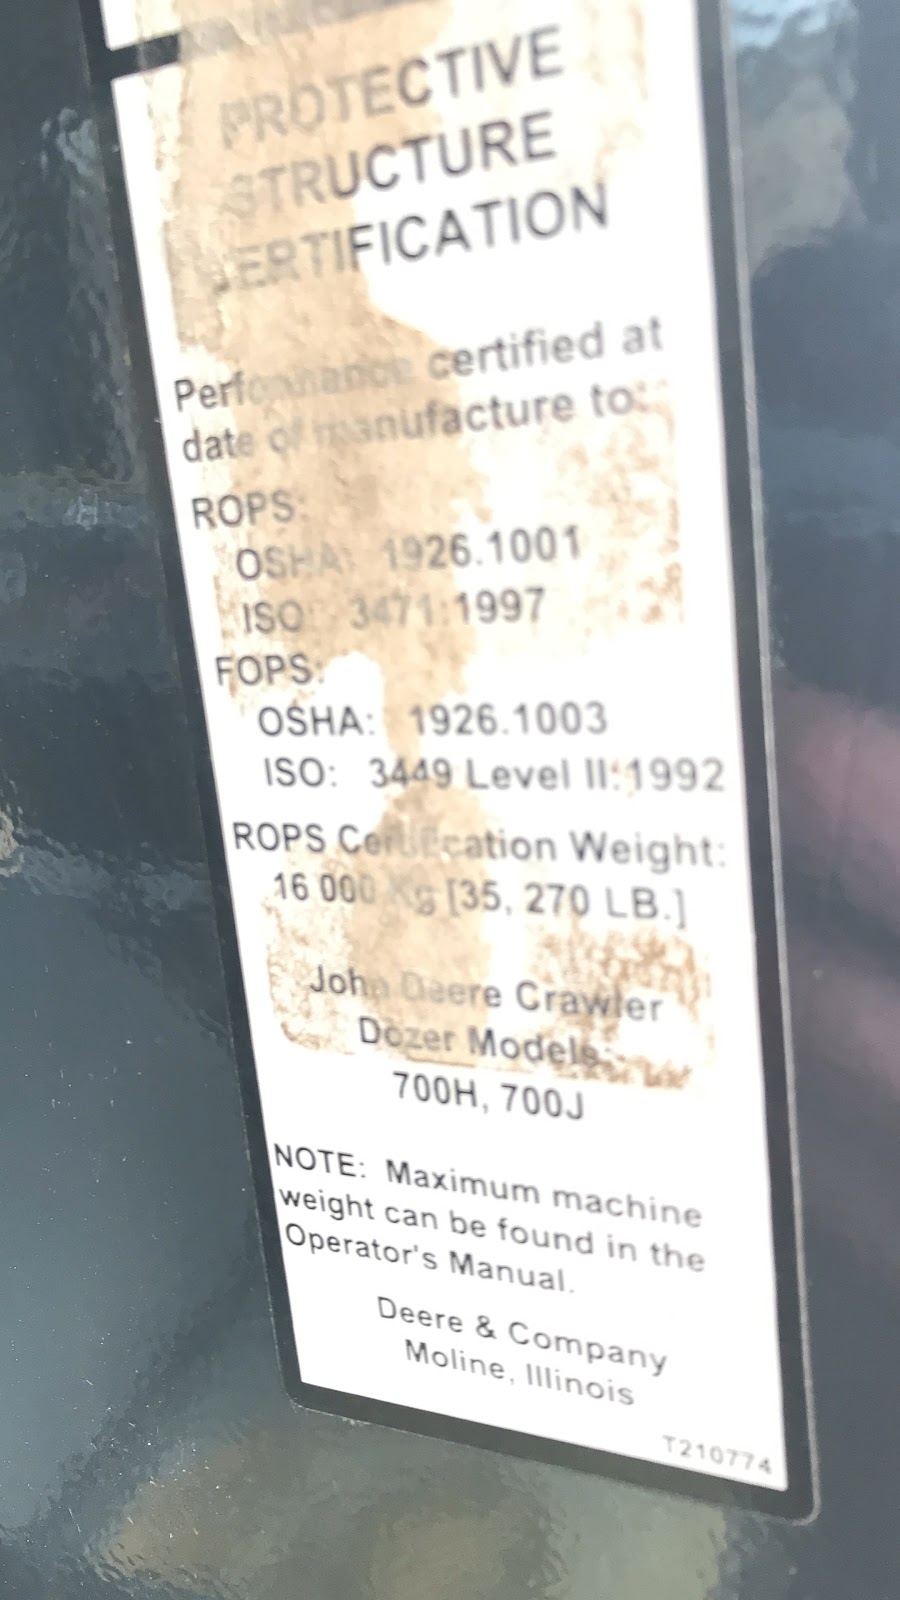 PROTECTIVE
STRUCTURE
CERTIFICATION
Performance certified at
date of manufacture to:
ROPS:
OSHA: 1926.1001
ISO: 3471:1997
FOPS:
OSHA: 1926.1003
ISO: 3449 Level II:1992
ROPS Certification Weight:
16 000 Kg [35, 270 LB.]
John Deere Crawler
Dozer Models:
700H, 700J
NOTE: Maximum machine
weight can be found in the
Operator's Manual.
Deere & Company
Moline, Illinois
T210774